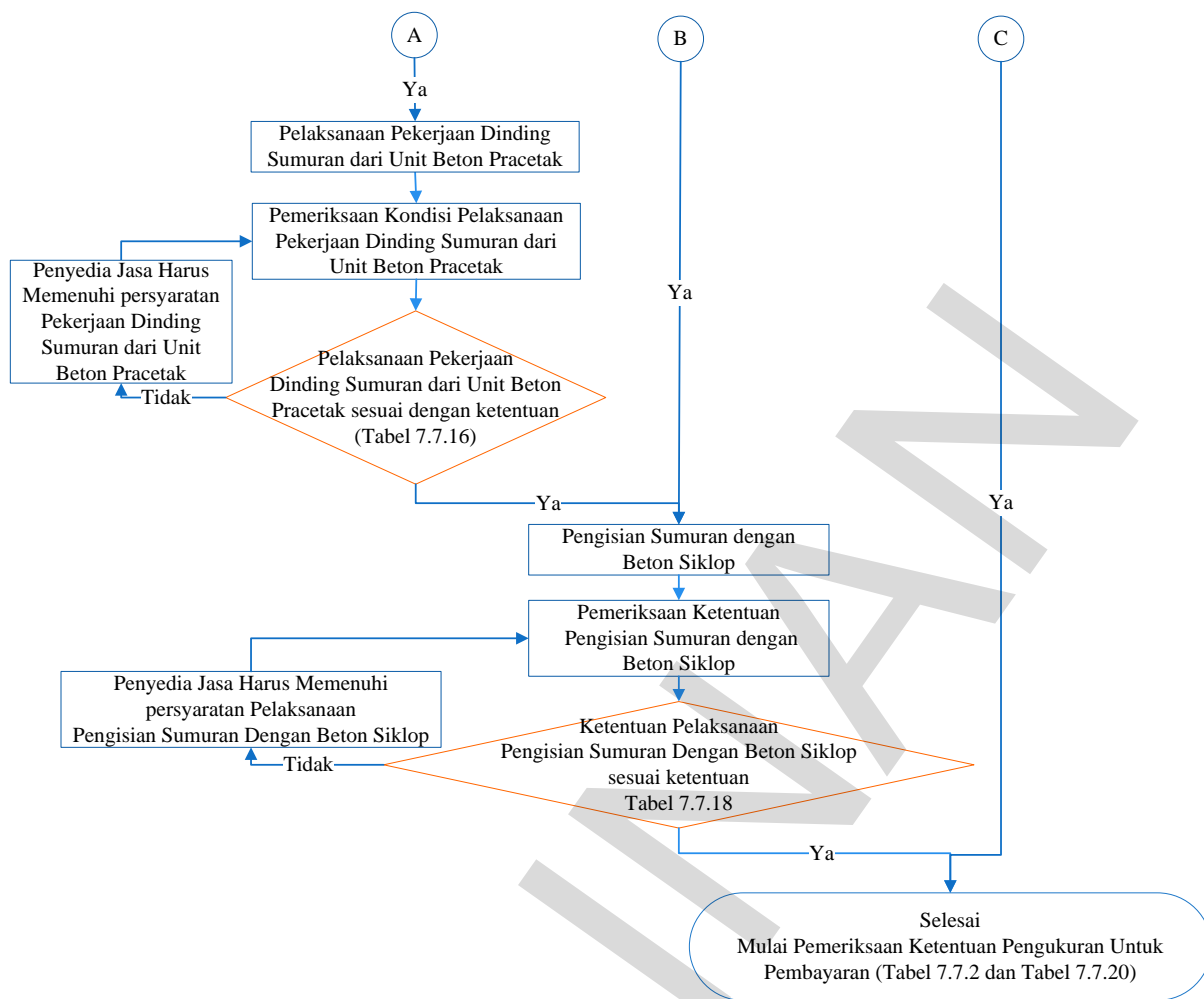 A
B
C
Ya
Pelaksanaan Pekerjaan Dinding
Sumuran dari Unit Beton Pracetak
Pemeriksaan Kondisi Pelaksanaan
Pekerjaan Dinding Sumuran dari
Unit Beton Pracetak
Penyedia Jasa Harus
Memenuhi persyaratan
Pekerjaan Dinding
Sumuran dari Unit
Beton Pracetak
Ya
Pelaksanaan Pekerjaan
Dinding Sumuran dari Unit Beton
Pracetak sesuai dengan ketentuan
(Tabel 7.7.16)
Tidak
Ya
Ya
Pengisian Sumuran dengan
Beton Siklop
Pemeriksaan Ketentuan
Pengisian Sumuran dengan
Beton Siklop
Penyedia Jasa Harus Memenuhi
persyaratan Pelaksanaan
Pengisian Sumuran Dengan Beton Siklop
Ketentuan Pelaksanaan
Pengisian Sumuran Dengan Beton Siklop
sesuai ketentuan
Tabel 7.7.18
Tidak
Ya
Selesai
Mulai Pemeriksaan Ketentuan Pengukuran Untuk
Pembayaran (Tabel 7.7.2 dan Tabel 7.7.20)